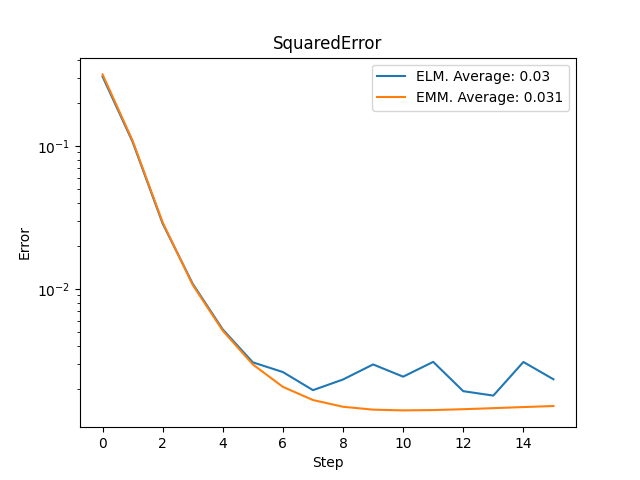 SquaredError
ELM. Average: 0.03
EMM. Average: 0.031
Error
10⁻¹
10⁻²
0 2 4 6 8 10 12 14
Step